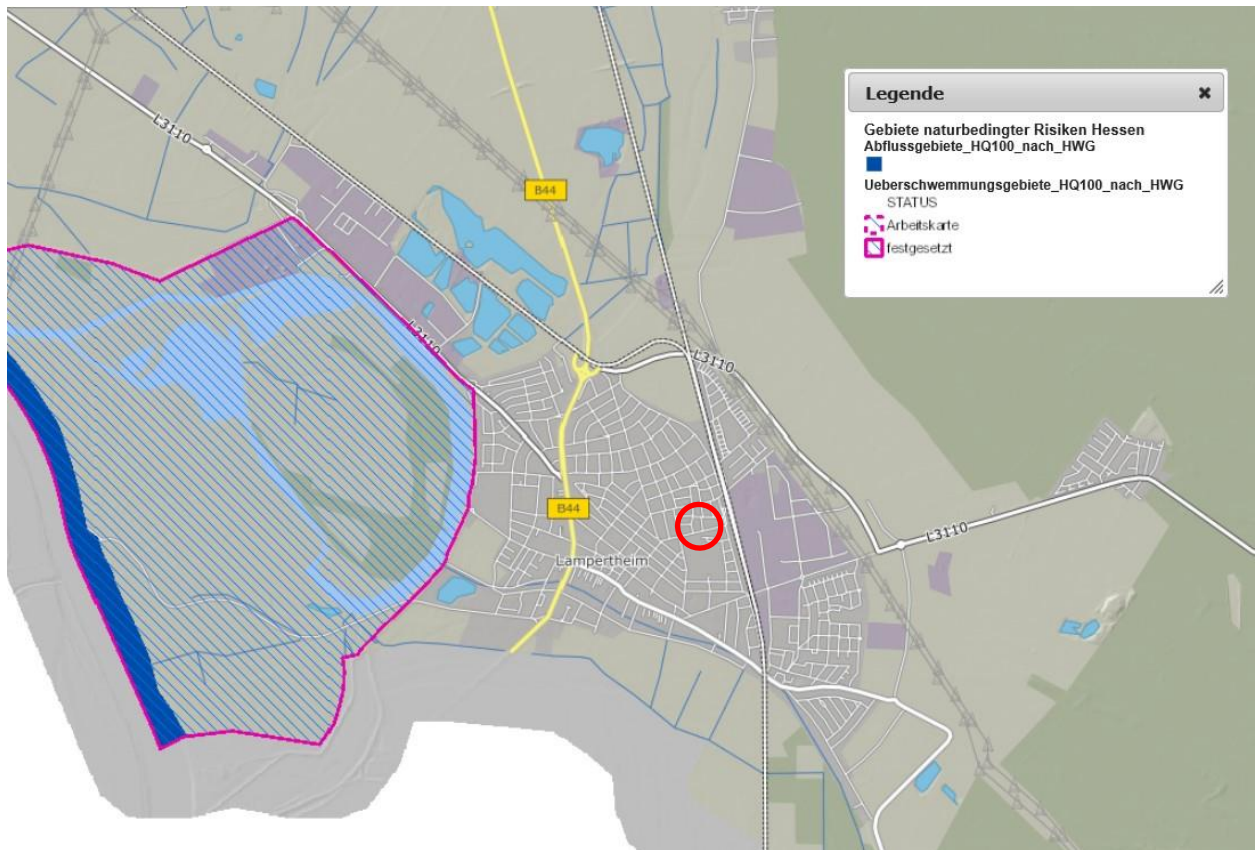 L3110
B44
L3110
L3110
B44
Lampertheim
L3110
Legende
Gebiete naturbedingter Risiken Hessen
Abflussgebiete_HQ100_nach_HWG
Ueberschwemmungsgebiete_HQ100_nach_HWG
STATUS
Arbeitskarte
festgesetzt